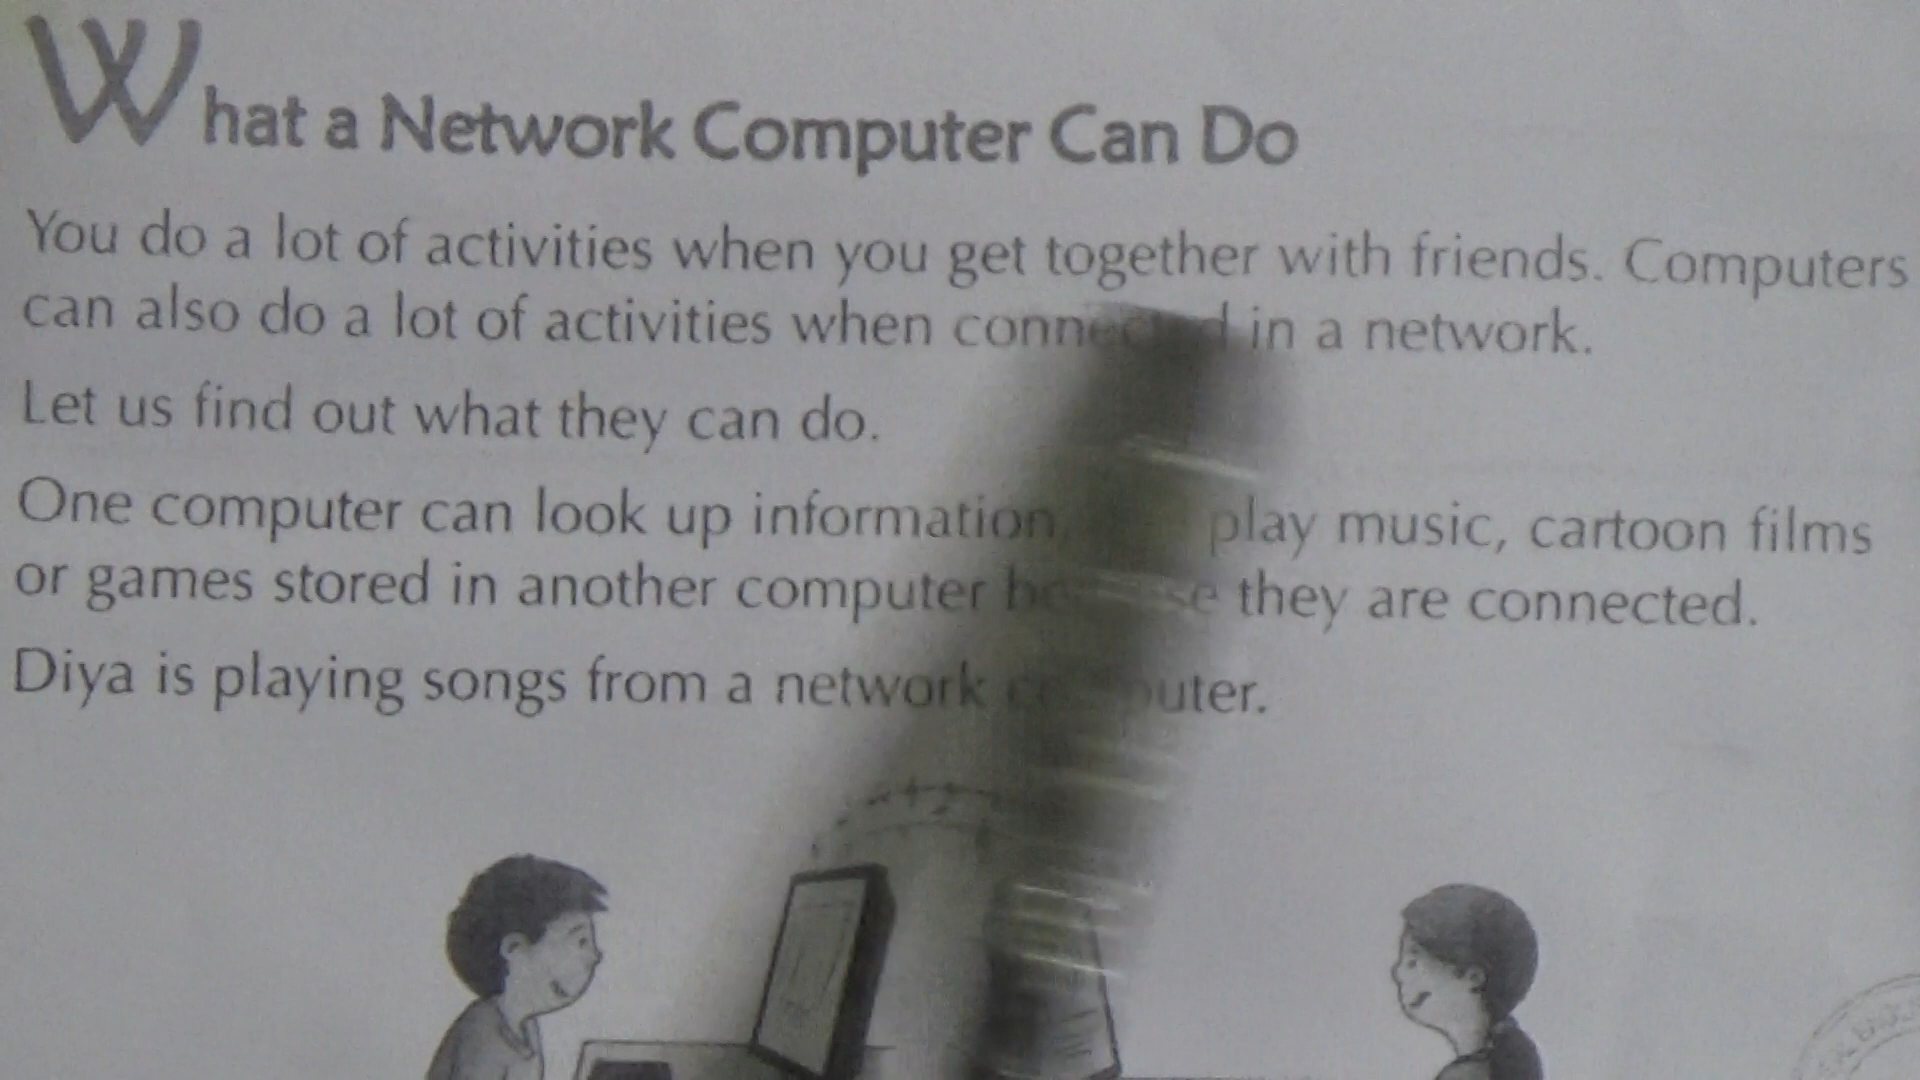 What a Network Computer Can Do
You do a lot of activities when you get together with friends. Computers
can also do a lot of activities when connected in a network.
Let us find out what they can do.
One computer can look up information, play music, cartoon films
or games stored in another computer because they are connected.
Diya is playing songs from a network computer.